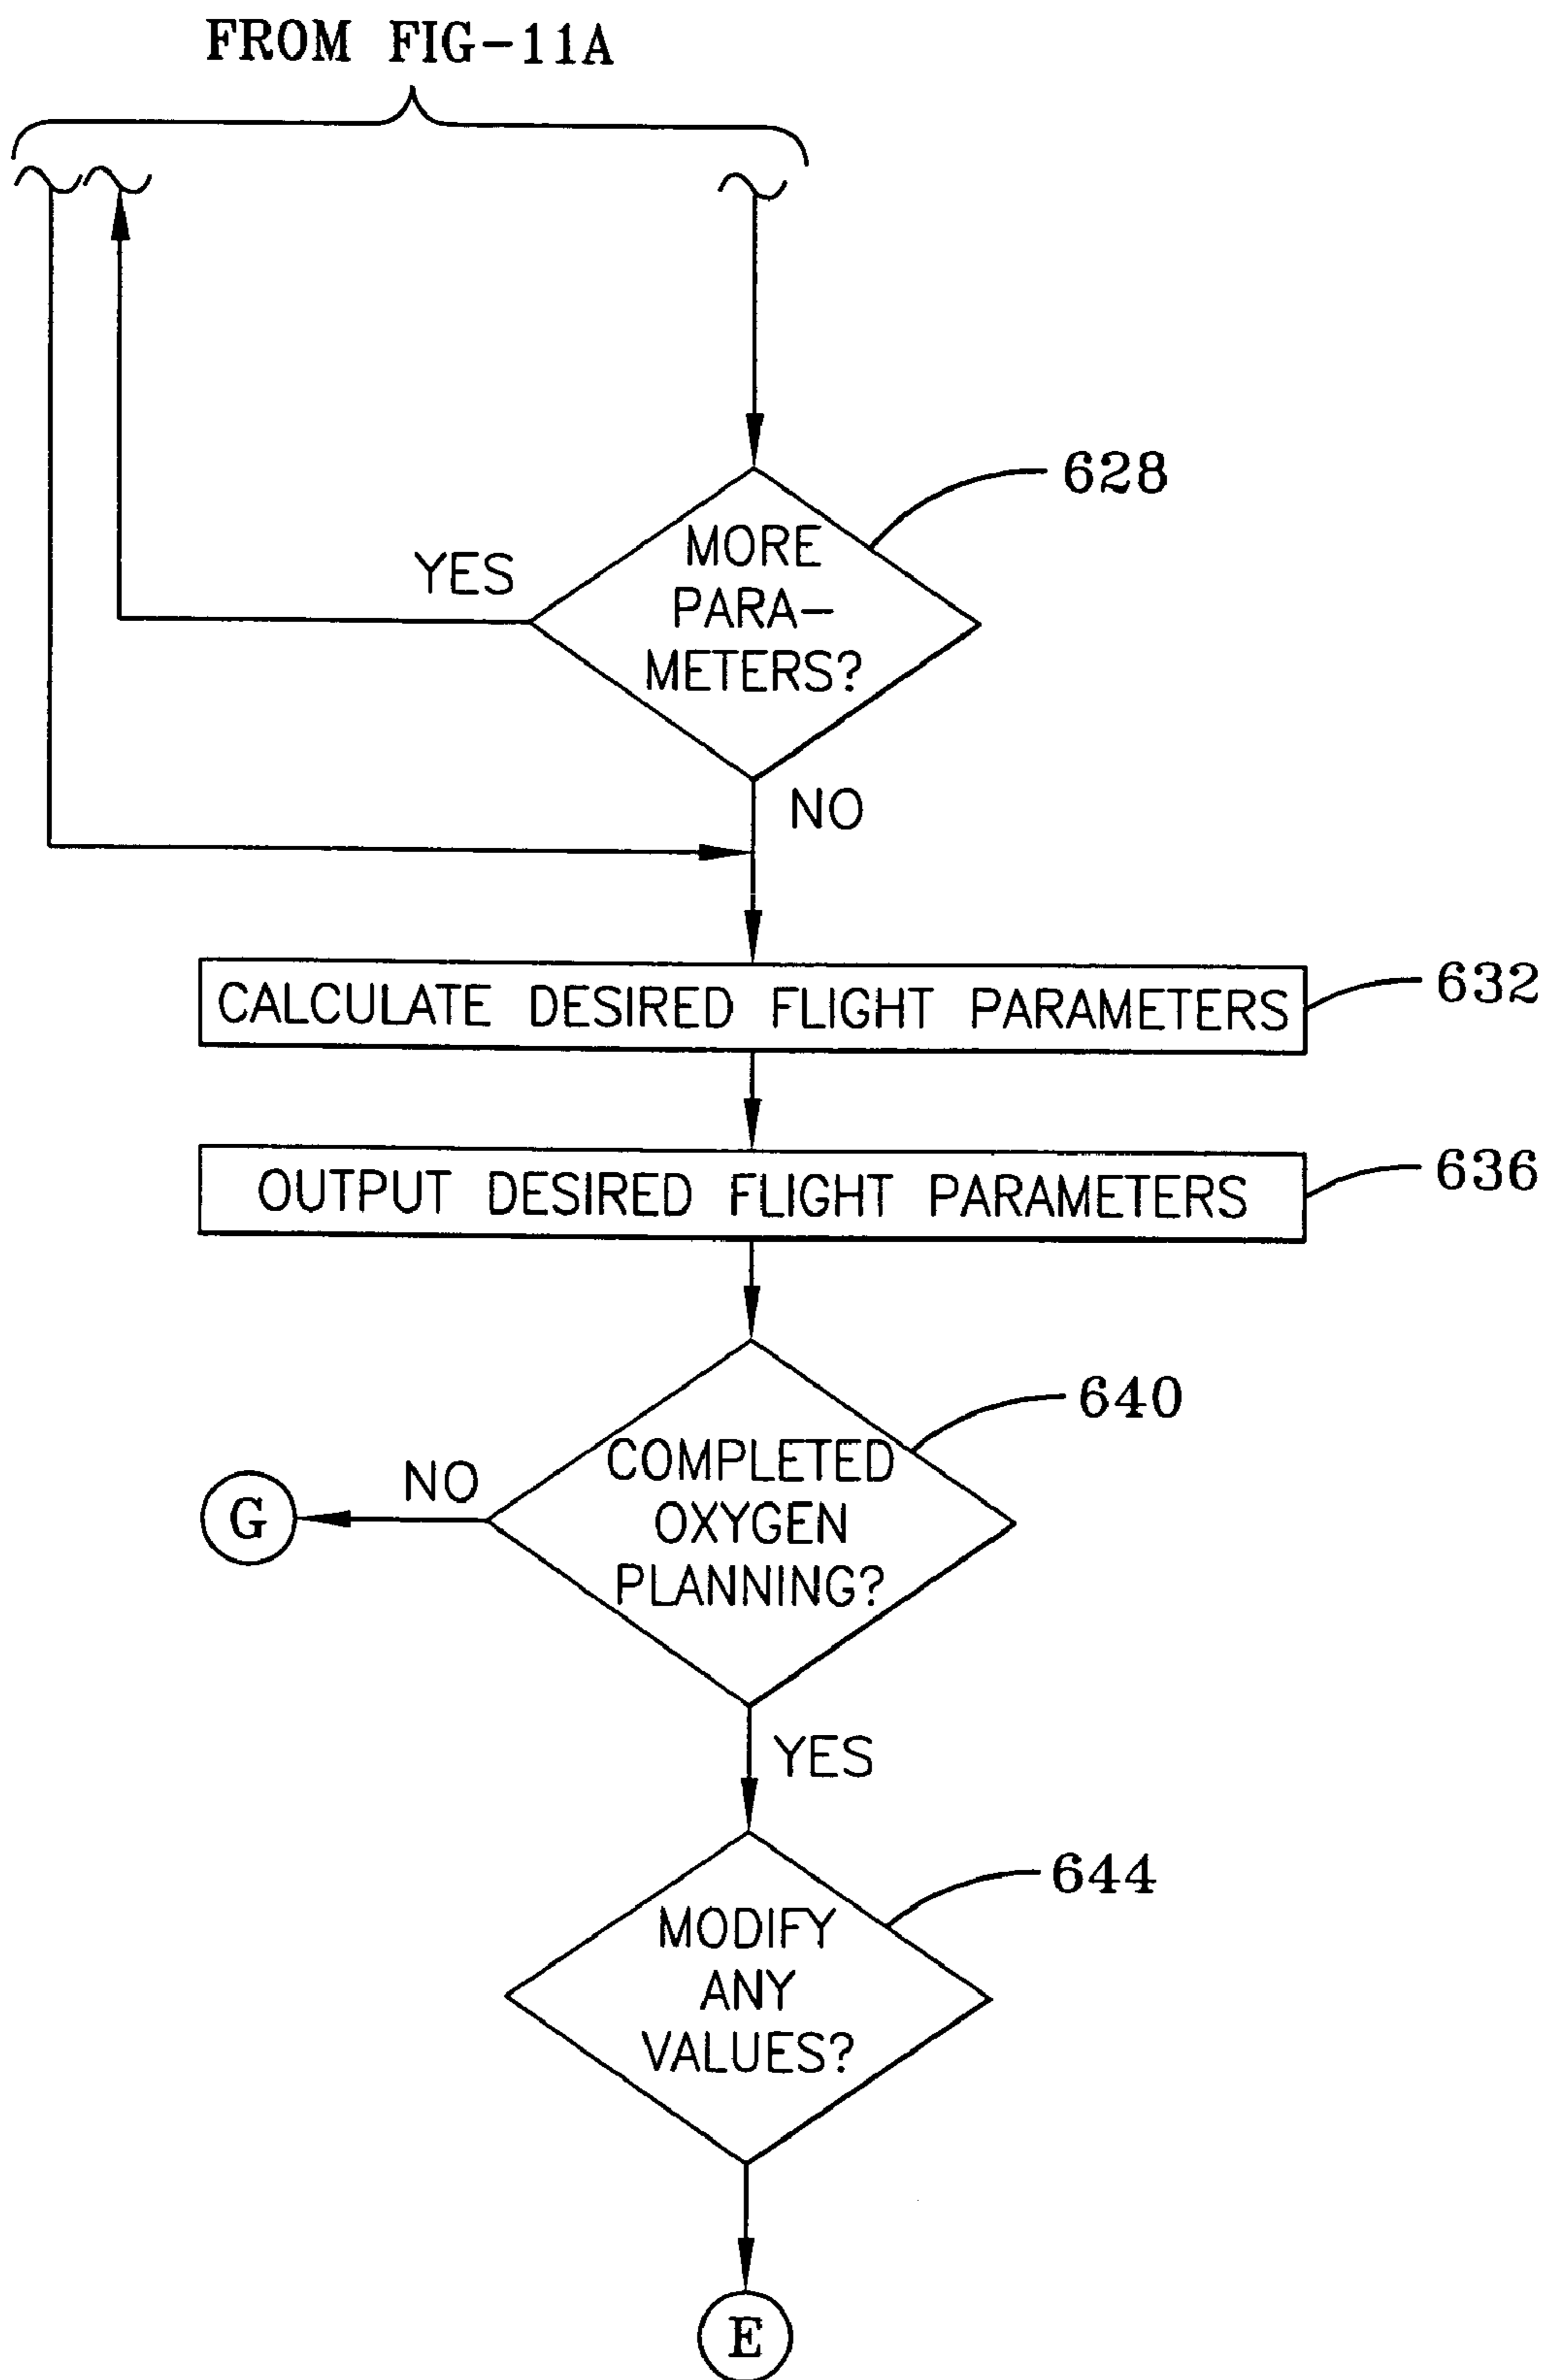 FROM FIG-11A
628
YES
MORE
PARA-
METERS?
NO
CALCULATE DESIRED FLIGHT PARAMETERS
632
OUTPUT DESIRED FLIGHT PARAMETERS
636
640
G
NO
COMPLETED
OXYGEN
PLANNING?
YES
644
MODIFY
ANY
VALUES?
E